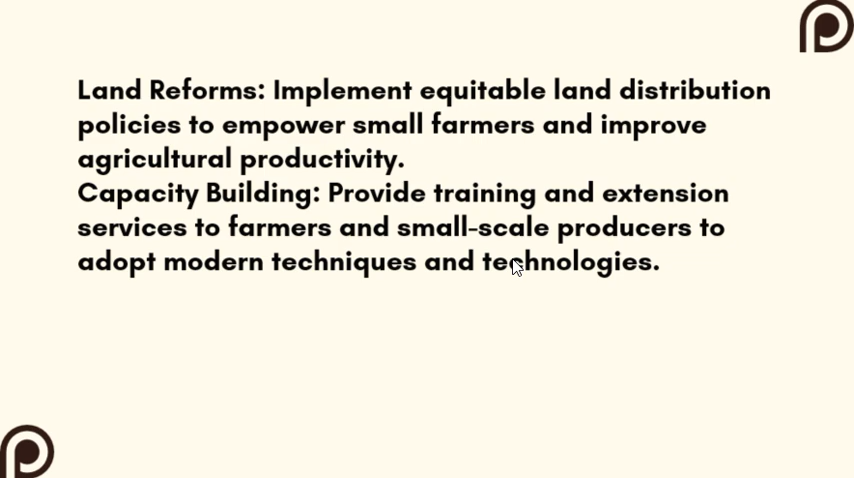 Land Reforms: Implement equitable land distribution
policies to empower small farmers and improve
agricultural productivity.
Capacity Building: Provide training and extension
services to farmers and small-scale producers to
adopt modern techniques and technologies.